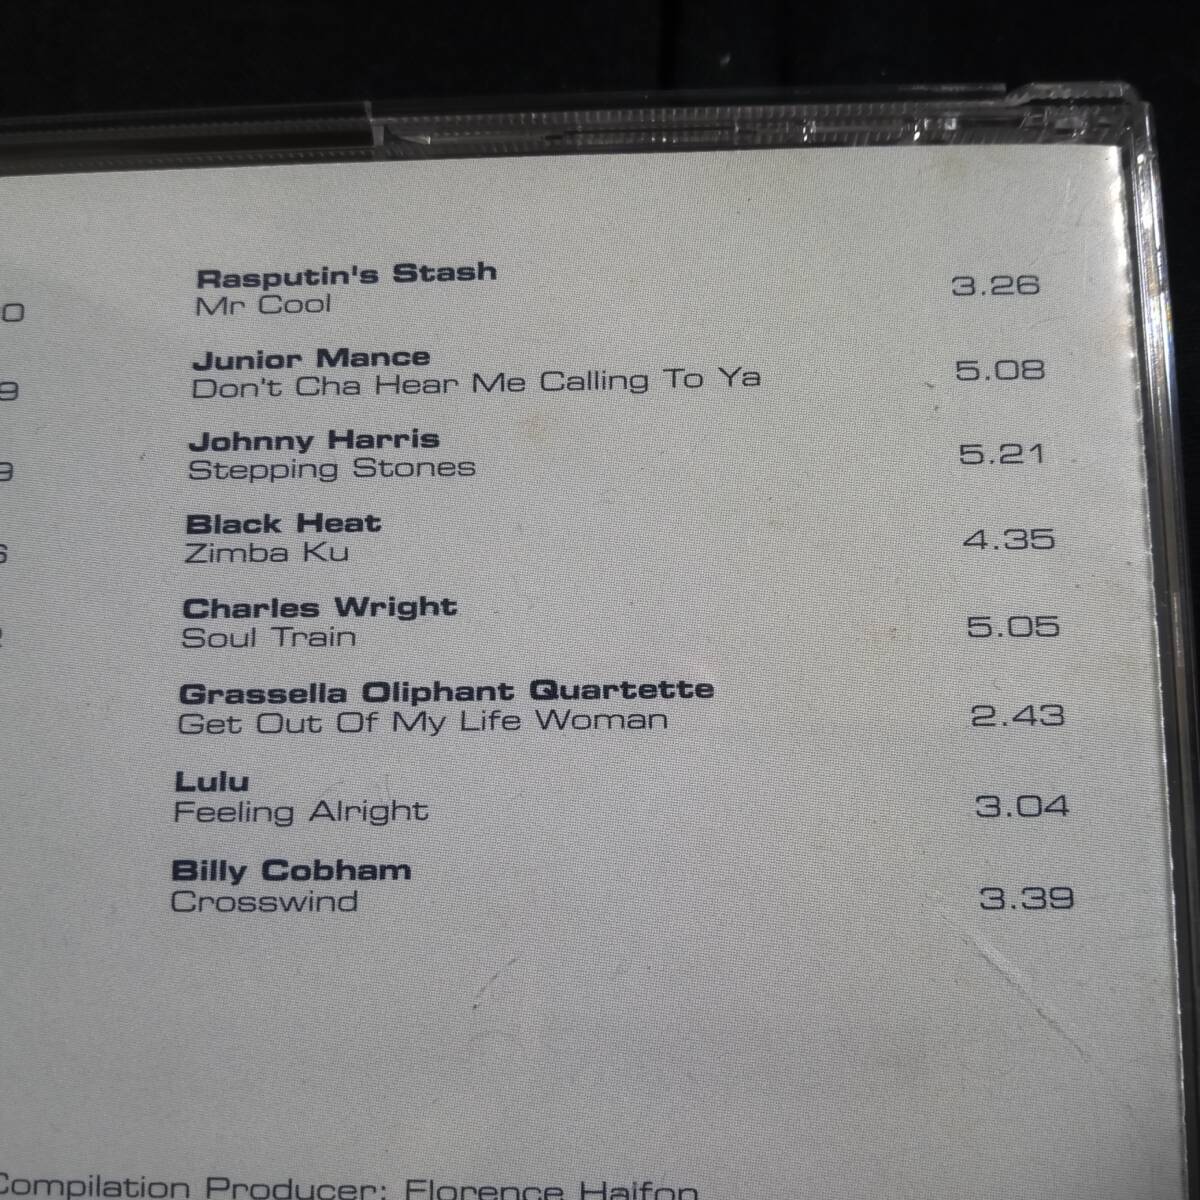 Rasputin's Stash
Mr Cool 3.26
Junior Mance
Don't Cha Hear Me Calling To Ya 5.08
Johnny Harris
Stepping Stones 5.21
Black Heat
Zimba Ku 4.35
Charles Wright
Soul Train 5.05
Grassella Oliphant Quartette
Get Out Of My Life Woman 2.43
Lulu
Feeling Alright 3.04
Billy Cobham
Crosswind 3.39
Compilation Producer: Florence Halfon